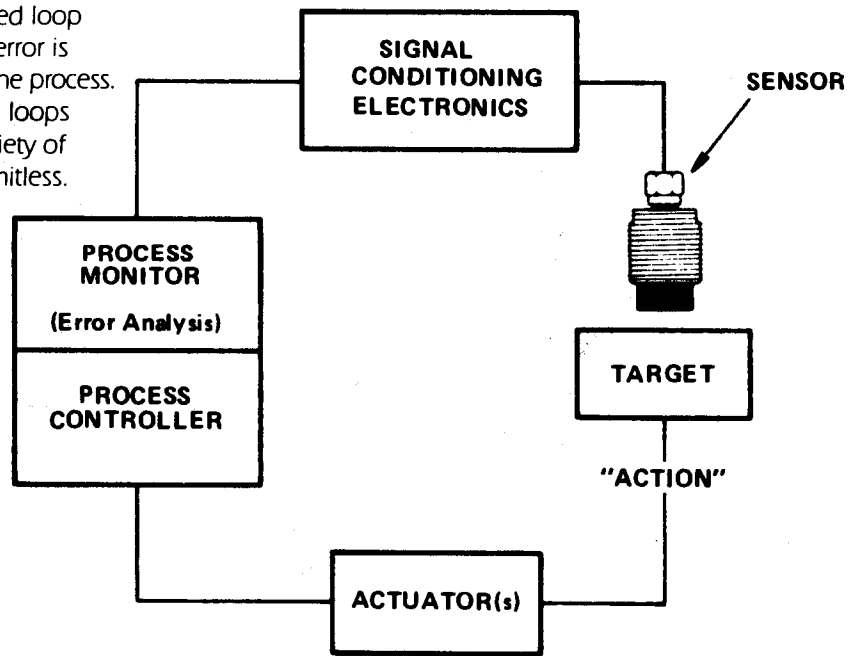 ed loop
error is
he process.
loops
iety of
nitless.
SIGNAL
CONDITIONING
ELECTRONICS
SENSOR
PROCESS
MONITOR
(Error Analysis)
PROCESS
CONTROLLER
TARGET
"ACTION"
ACTUATOR(s)